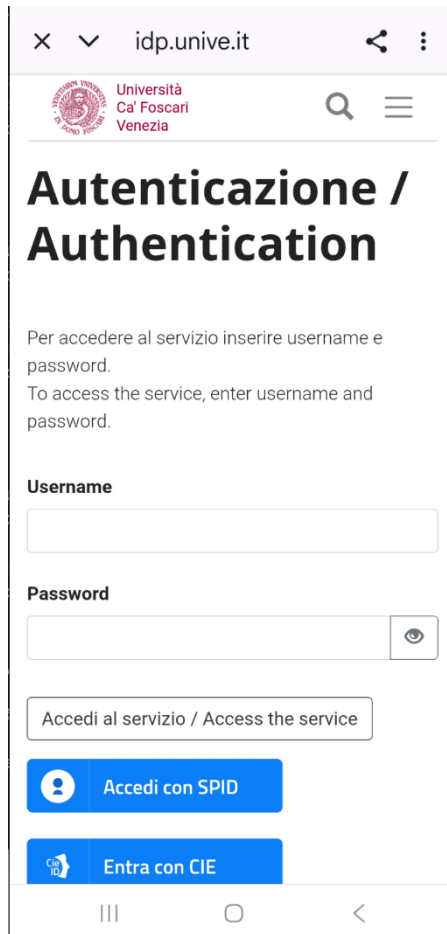 idp.unive.it
Università
Ca' Foscari
Venezia
Autenticazione /
Authentication
Per accedere al servizio inserire username e
password.
To access the service, enter username and
password.
Username
Password
Accedi al servizio / Access the service
Accedi con SPID
Entra con CIE